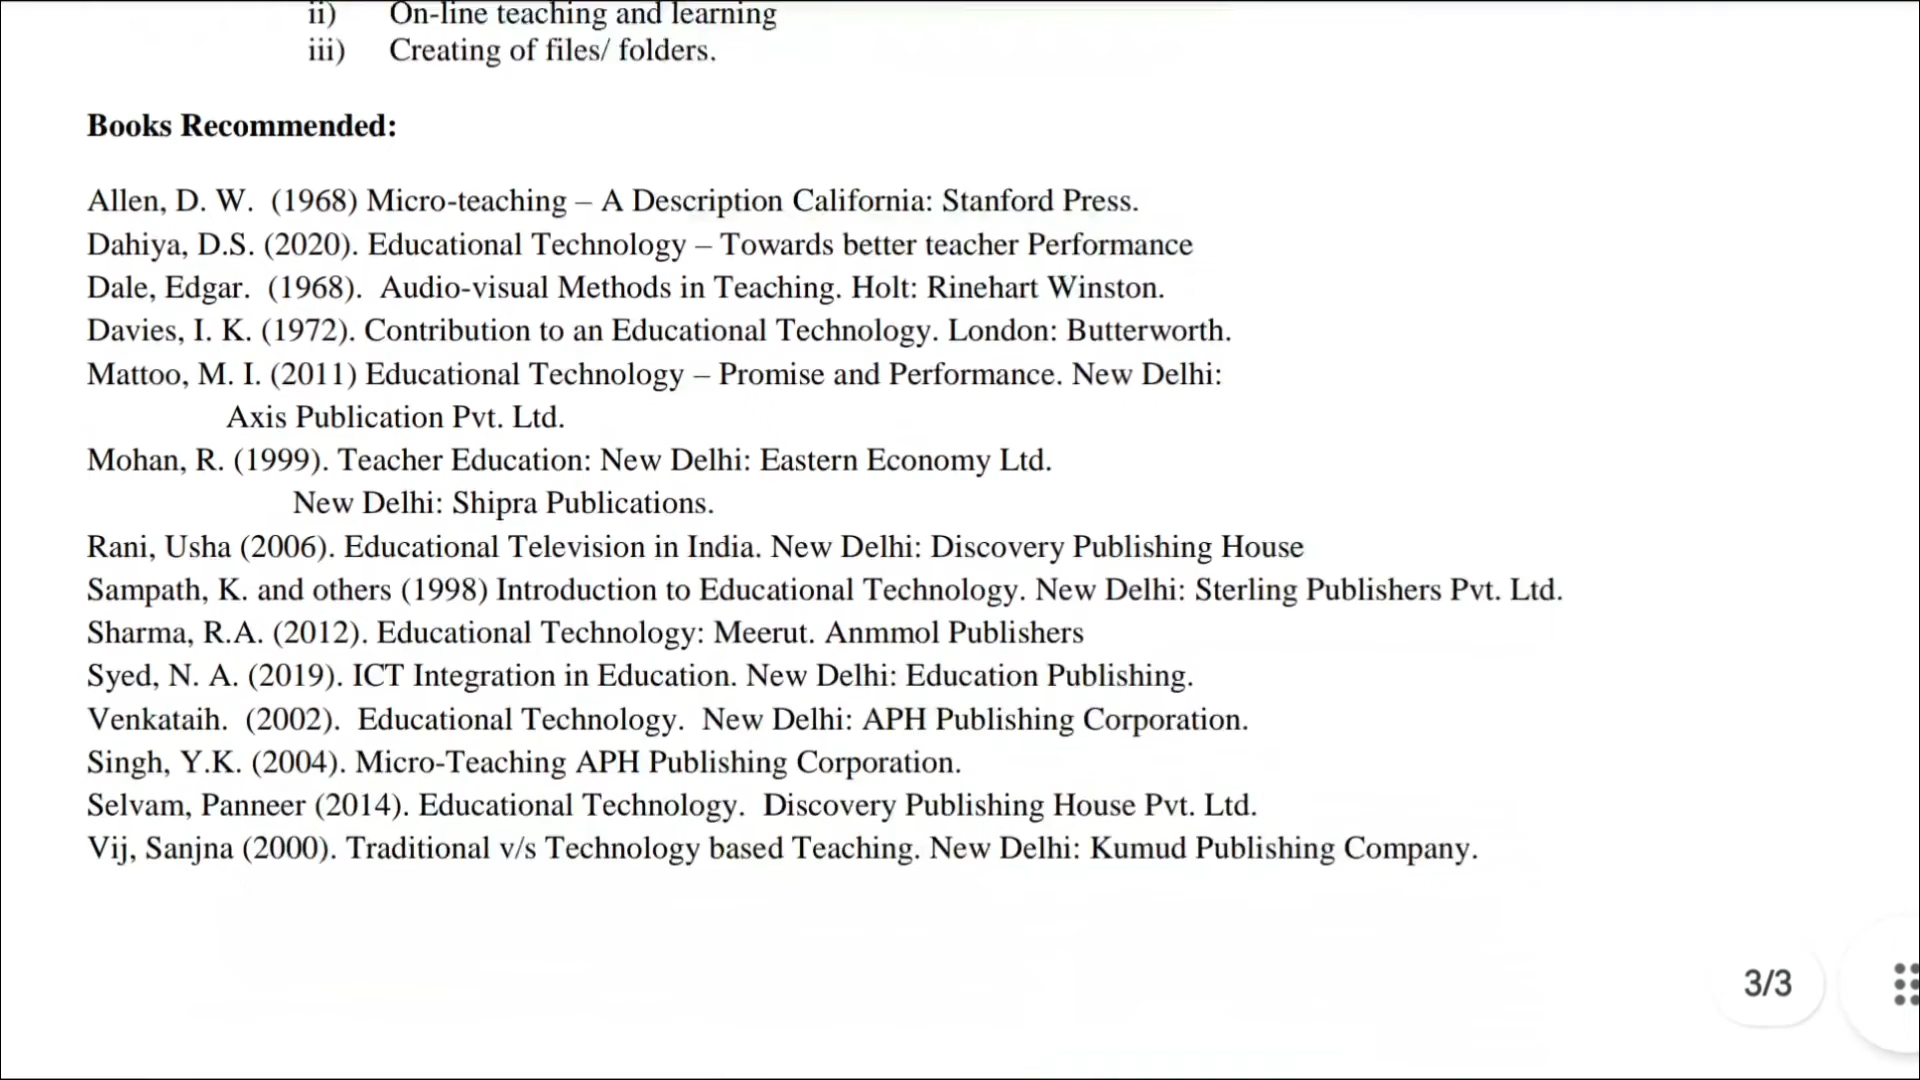 ii) On-line teaching and learning
iii) Creating of files/ folders.
Books Recommended:
Allen, D. W. (1968) Micro-teaching – A Description California: Stanford Press.
Dahiya, D.S. (2020). Educational Technology – Towards better teacher Performance
Dale, Edgar. (1968). Audio-visual Methods in Teaching. Holt: Rinehart Winston.
Davies, I. K. (1972). Contribution to an Educational Technology. London: Butterworth.
Mattoo, M. I. (2011) Educational Technology – Promise and Performance. New Delhi:
Axis Publication Pvt. Ltd.
Mohan, R. (1999). Teacher Education: New Delhi: Eastern Economy Ltd.
New Delhi: Shipra Publications.
Rani, Usha (2006). Educational Television in India. New Delhi: Discovery Publishing House
Sampath, K. and others (1998) Introduction to Educational Technology. New Delhi: Sterling Publishers Pvt. Ltd.
Sharma, R.A. (2012). Educational Technology: Meerut. Anmmol Publishers
Syed, N. A. (2019). ICT Integration in Education. New Delhi: Education Publishing.
Venkataih. (2002). Educational Technology. New Delhi: APH Publishing Corporation.
Singh, Y.K. (2004). Micro-Teaching APH Publishing Corporation.
Selvam, Panneer (2014). Educational Technology. Discovery Publishing House Pvt. Ltd.
Vij, Sanjna (2000). Traditional v/s Technology based Teaching. New Delhi: Kumud Publishing Company.
3/3